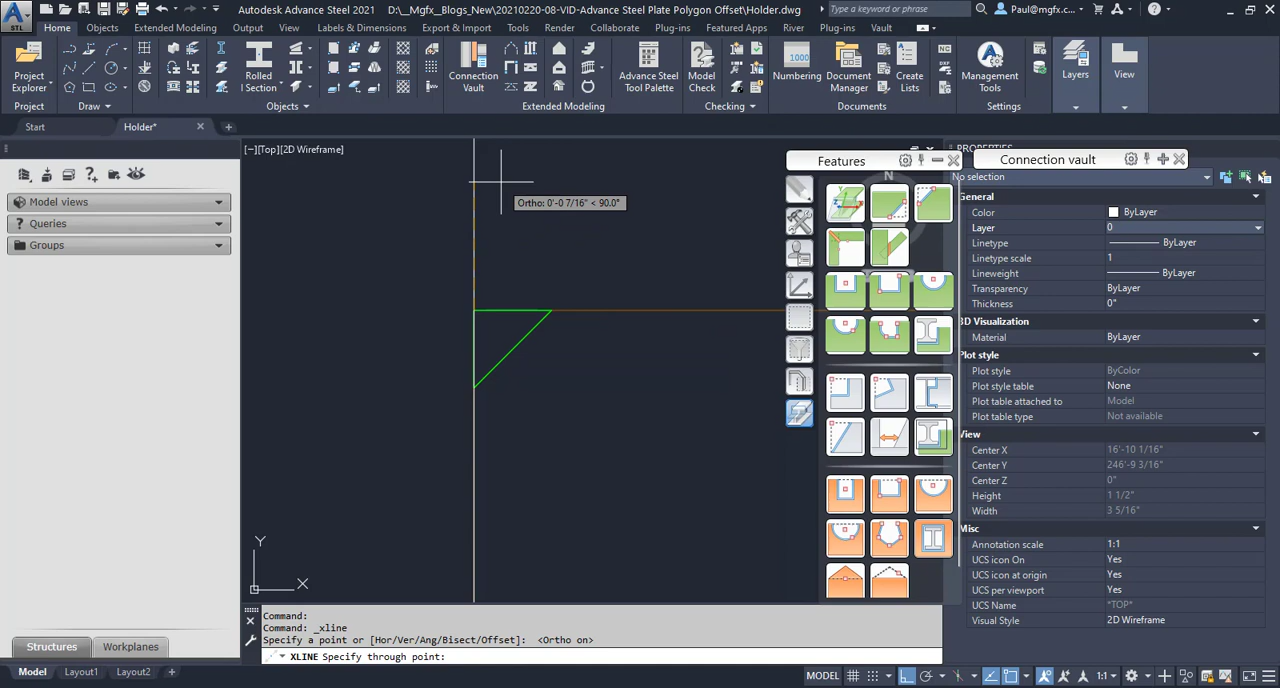 Autodesk Advance Steel 2021 D:\__Mgfx_Blogs_New\20210220-08-VID-Advance Steel Plate Polygon Offset\Holder.dwg
Type a keyword or phrase
Paul@mgfx.c...
STL
Home Objects Extended Modeling Output View Labels & Dimensions Export & Import Tools Render Collaborate Plug-ins Featured Apps River Plug-ins Vault
Project Explorer
Rolled I Section
Connection Vault
Advance Steel Tool Palette
Model Check
1000
Numbering
Document Manager
NC
DXF
Create Lists
Management Tools
Layers
View
Project Draw Objects Extended Modeling Checking Documents Settings
Start Holder*
[−][Top][2D Wireframe]
Model views
Queries
Groups
Structures Workplanes
Ortho: 0'-0 7/16" < 90.0°
N
Features
Connection vault
PROPERTIES
No selection
General
Color ByLayer
Layer 0
Linetype ByLayer
Linetype scale 1
Lineweight ByLayer
Transparency ByLayer
Thickness 0"
3D Visualization
Material ByLayer
Plot style
Plot style ByColor
Plot style table None
Plot table attached to Model
Plot table type Not available
View
Center X 16'-10 1/16"
Center Y 246'-9 3/16"
Center Z 0"
Height 1 1/2"
Width 3 5/16"
Misc
Annotation scale 1:1
UCS icon On Yes
UCS icon at origin Yes
UCS per viewport Yes
UCS Name *TOP*
Visual Style 2D Wireframe
Y
X
Command:
Command: _xline
Specify a point or [Hor/Ver/Ang/Bisect/Offset]: <Ortho on>
XLINE Specify through point:
Model Layout1 Layout2
MODEL 1:1